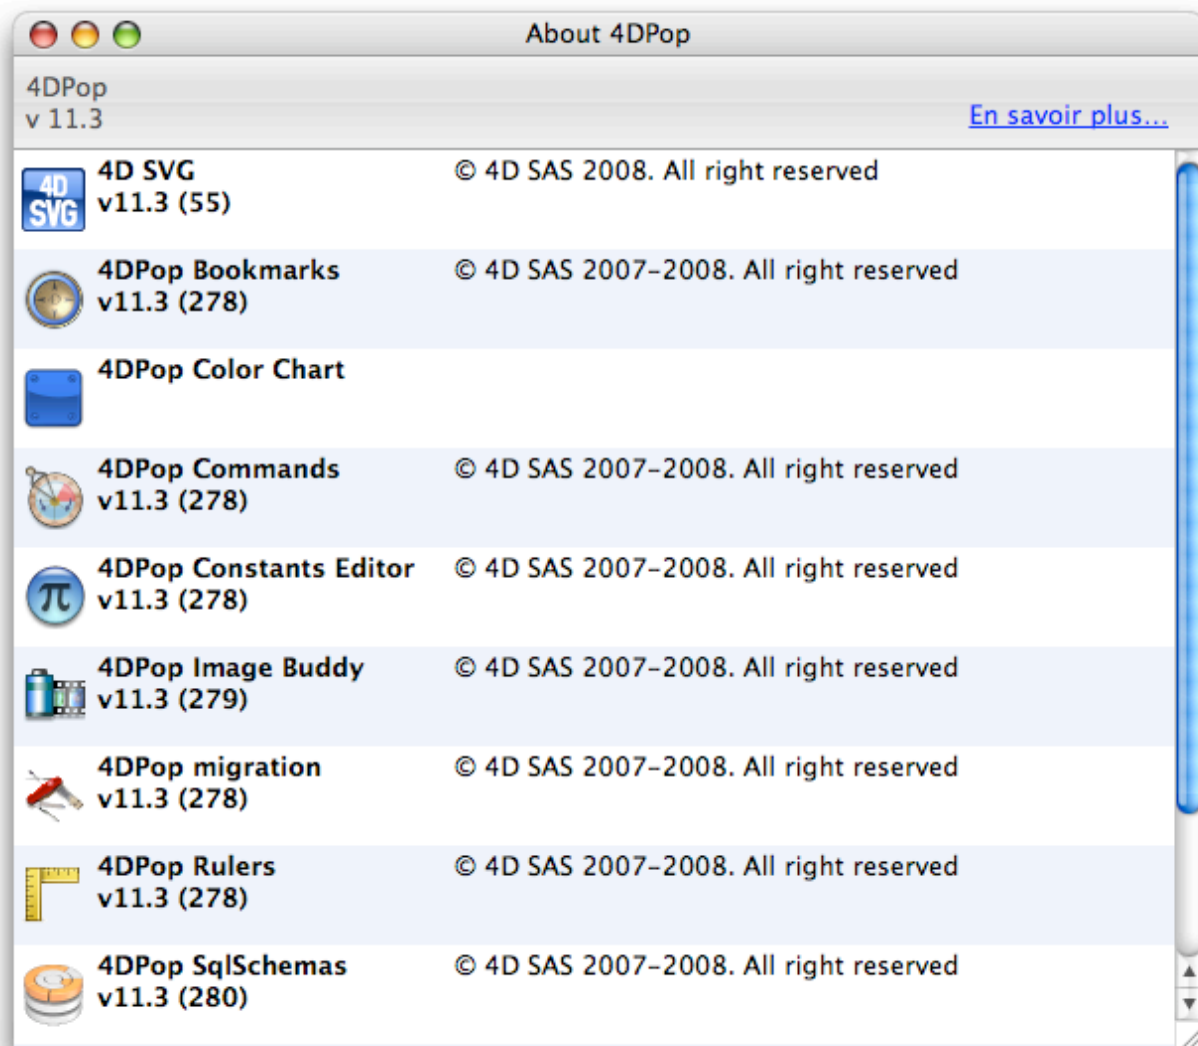 About 4DPop
4DPop
v 11.3
En savoir plus...
4D SVG © 4D SAS 2008. All right reserved
v11.3 (55)
4D
SVG
4DPop Bookmarks © 4D SAS 2007-2008. All right reserved
v11.3 (278)
4DPop Color Chart
4DPop Commands © 4D SAS 2007-2008. All right reserved
v11.3 (278)
4DPop Constants Editor © 4D SAS 2007-2008. All right reserved
π
v11.3 (278)
4DPop Image Buddy © 4D SAS 2007-2008. All right reserved
v11.3 (279)
4DPop migration © 4D SAS 2007-2008. All right reserved
v11.3 (278)
4DPop Rulers © 4D SAS 2007-2008. All right reserved
v11.3 (278)
4DPop SqlSchemas © 4D SAS 2007-2008. All right reserved
v11.3 (280)